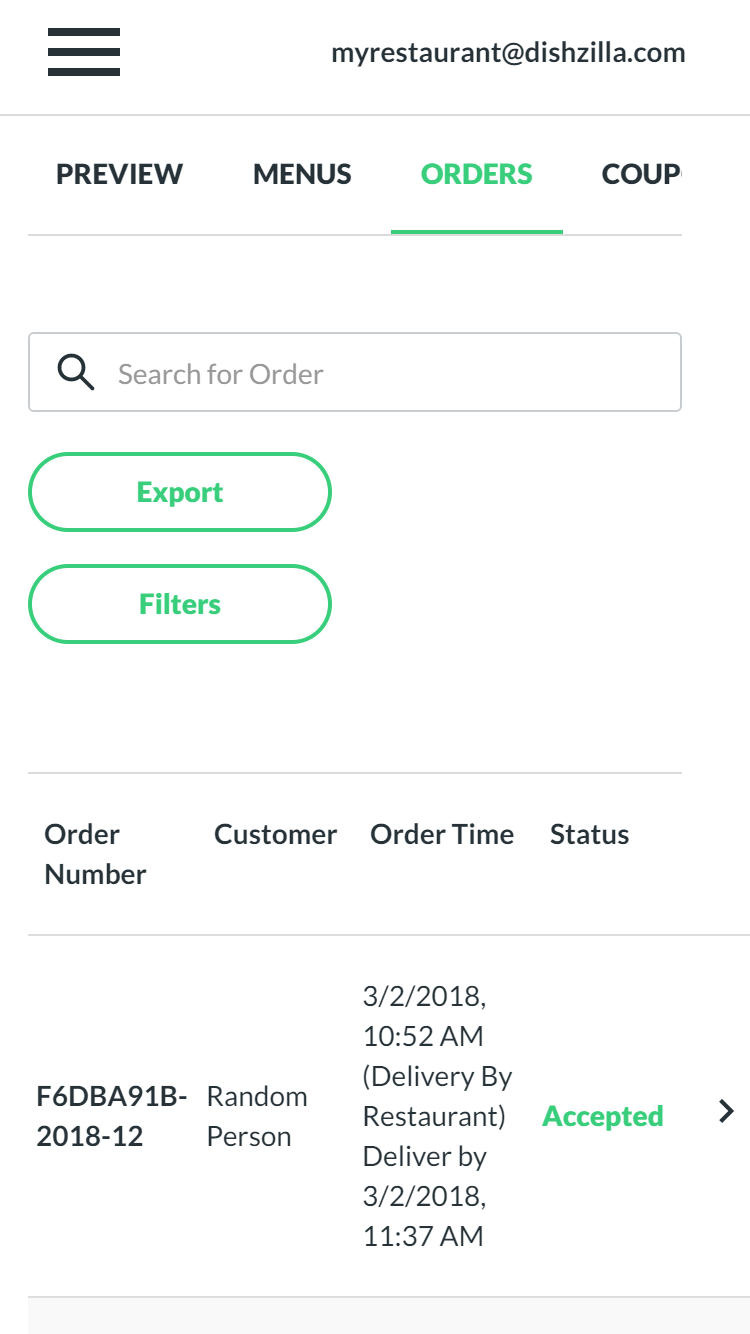 myrestaurant@dishzilla.com
PREVIEW MENUS ORDERS COUP
Search for Order
Export
Filters
Order Number
Customer
Order Time
Status
F6DBA91B-
2018-12
Random
Person
3/2/2018,
10:52 AM
(Delivery By
Restaurant)
Deliver by
3/2/2018,
11:37 AM
Accepted